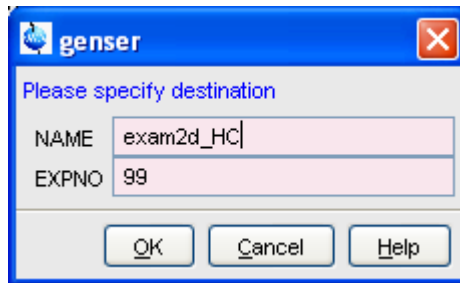 genser
Please specify destination
NAME exam2d_HC
EXPNO 99
OK Cancel Help